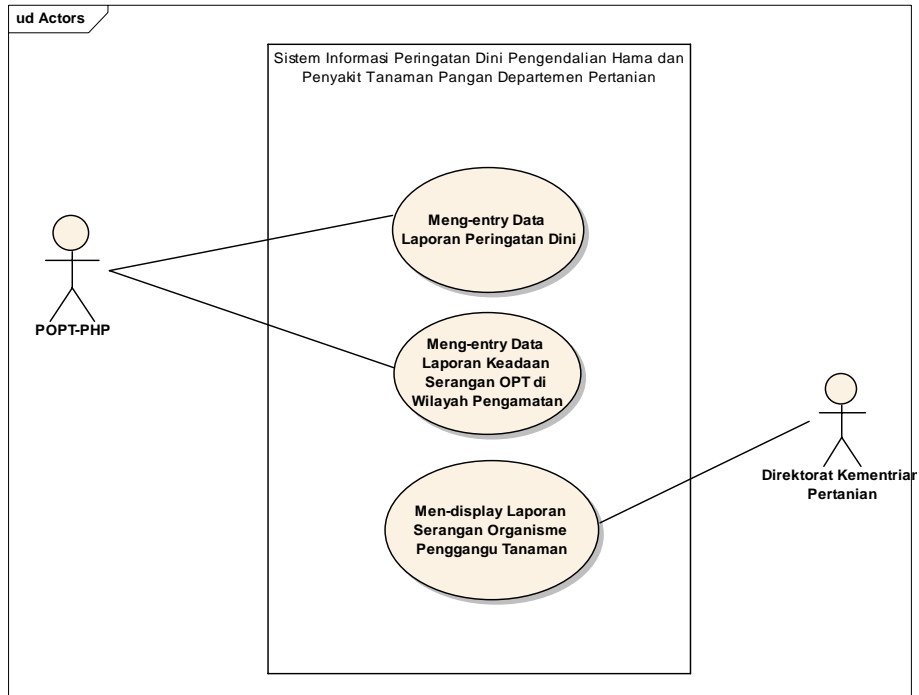 ud Actors
Sistem Informasi Peringatan Dini Pengendalian Hama dan
Penyakit Tanaman Pangan Departemen Pertanian
Meng-entry Data
Laporan Peringatan Dini
POPT-PHP
Meng-entry Data
Laporan Keadaan
Serangan OPT di
Wilayah Pengamatan
Direktorat Kementrian
Pertanian
Men-display Laporan
Serangan Organisme
Penggangu Tanaman